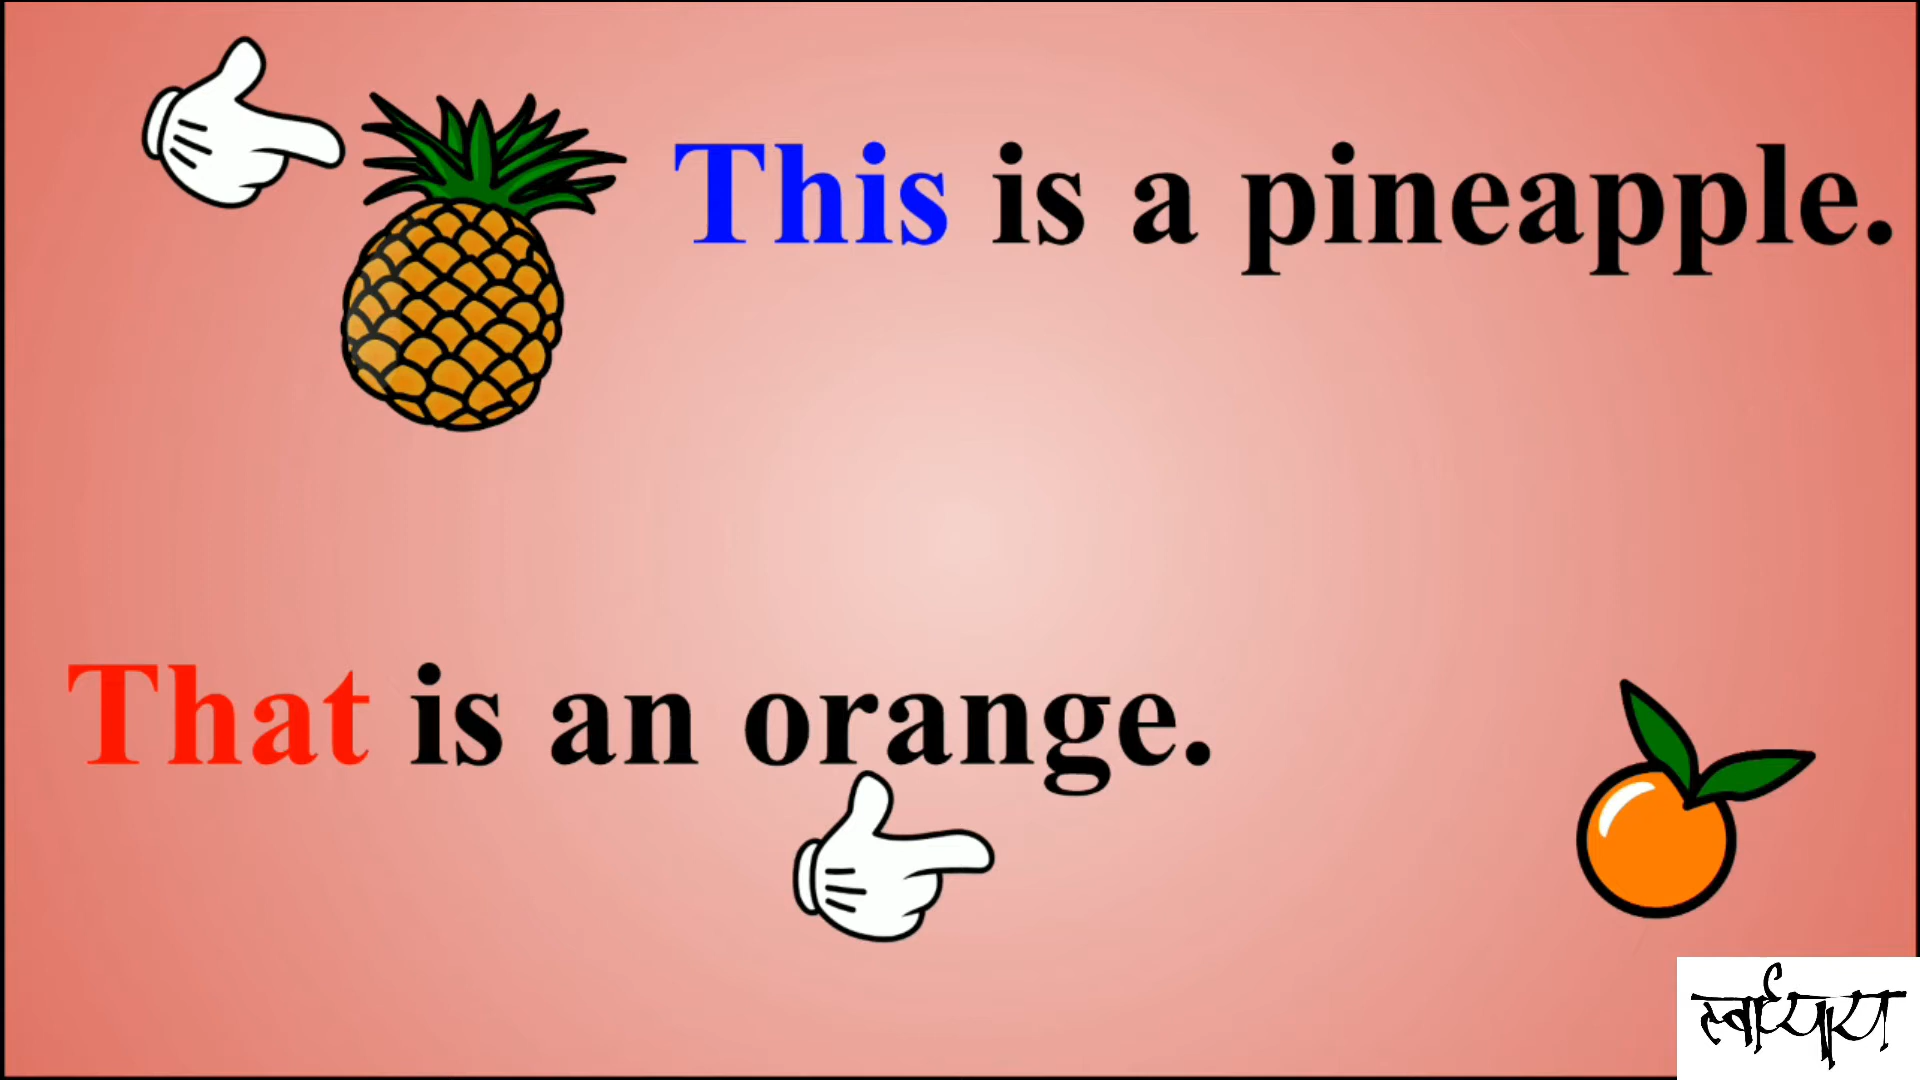 This is a pineapple.
That is an orange.
स्वाध्याय